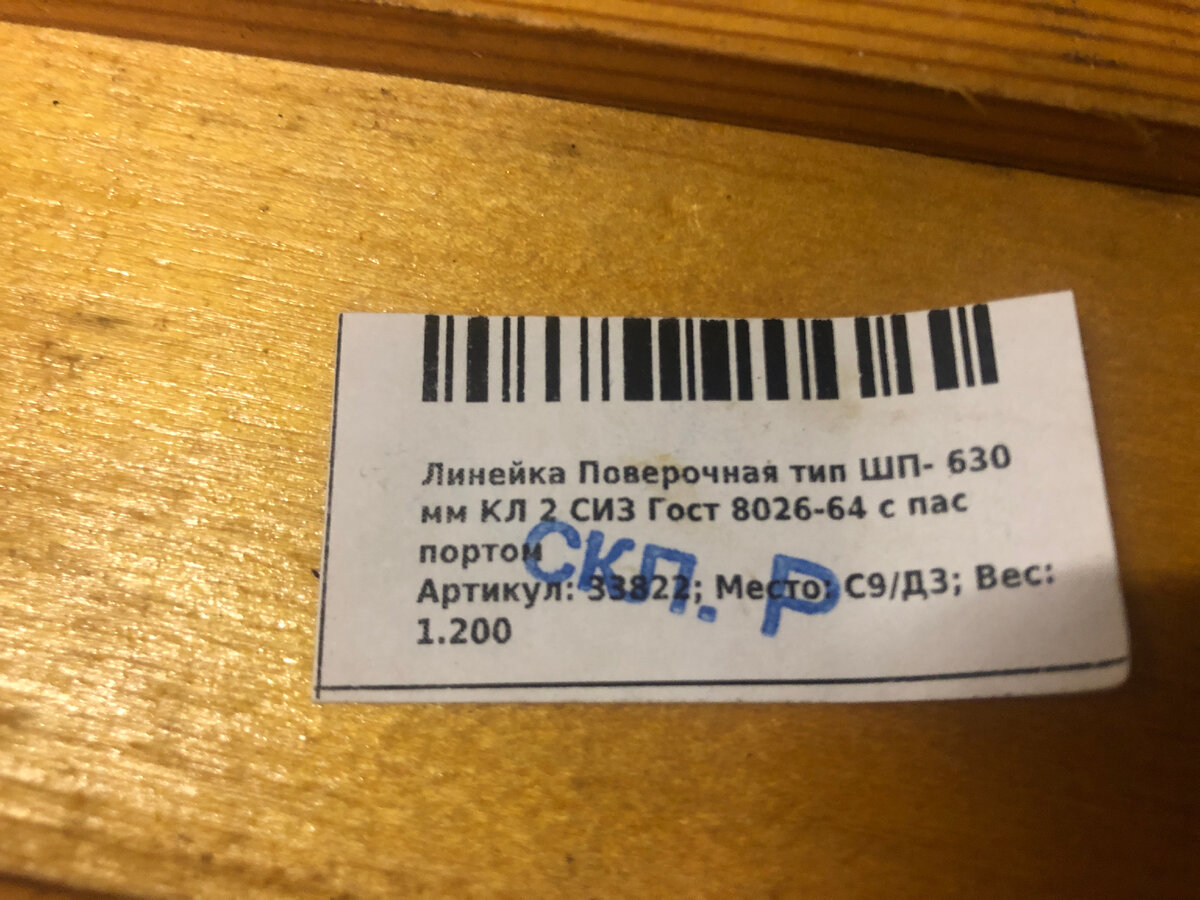 Линейка Поверочная тип ШП- 630
мм КЛ 2 СИЗ Гост 8026-64 с пас
портом
Артикул: 33822; Место: С9/Д3; Вес:
1.200
СКЛ. Р